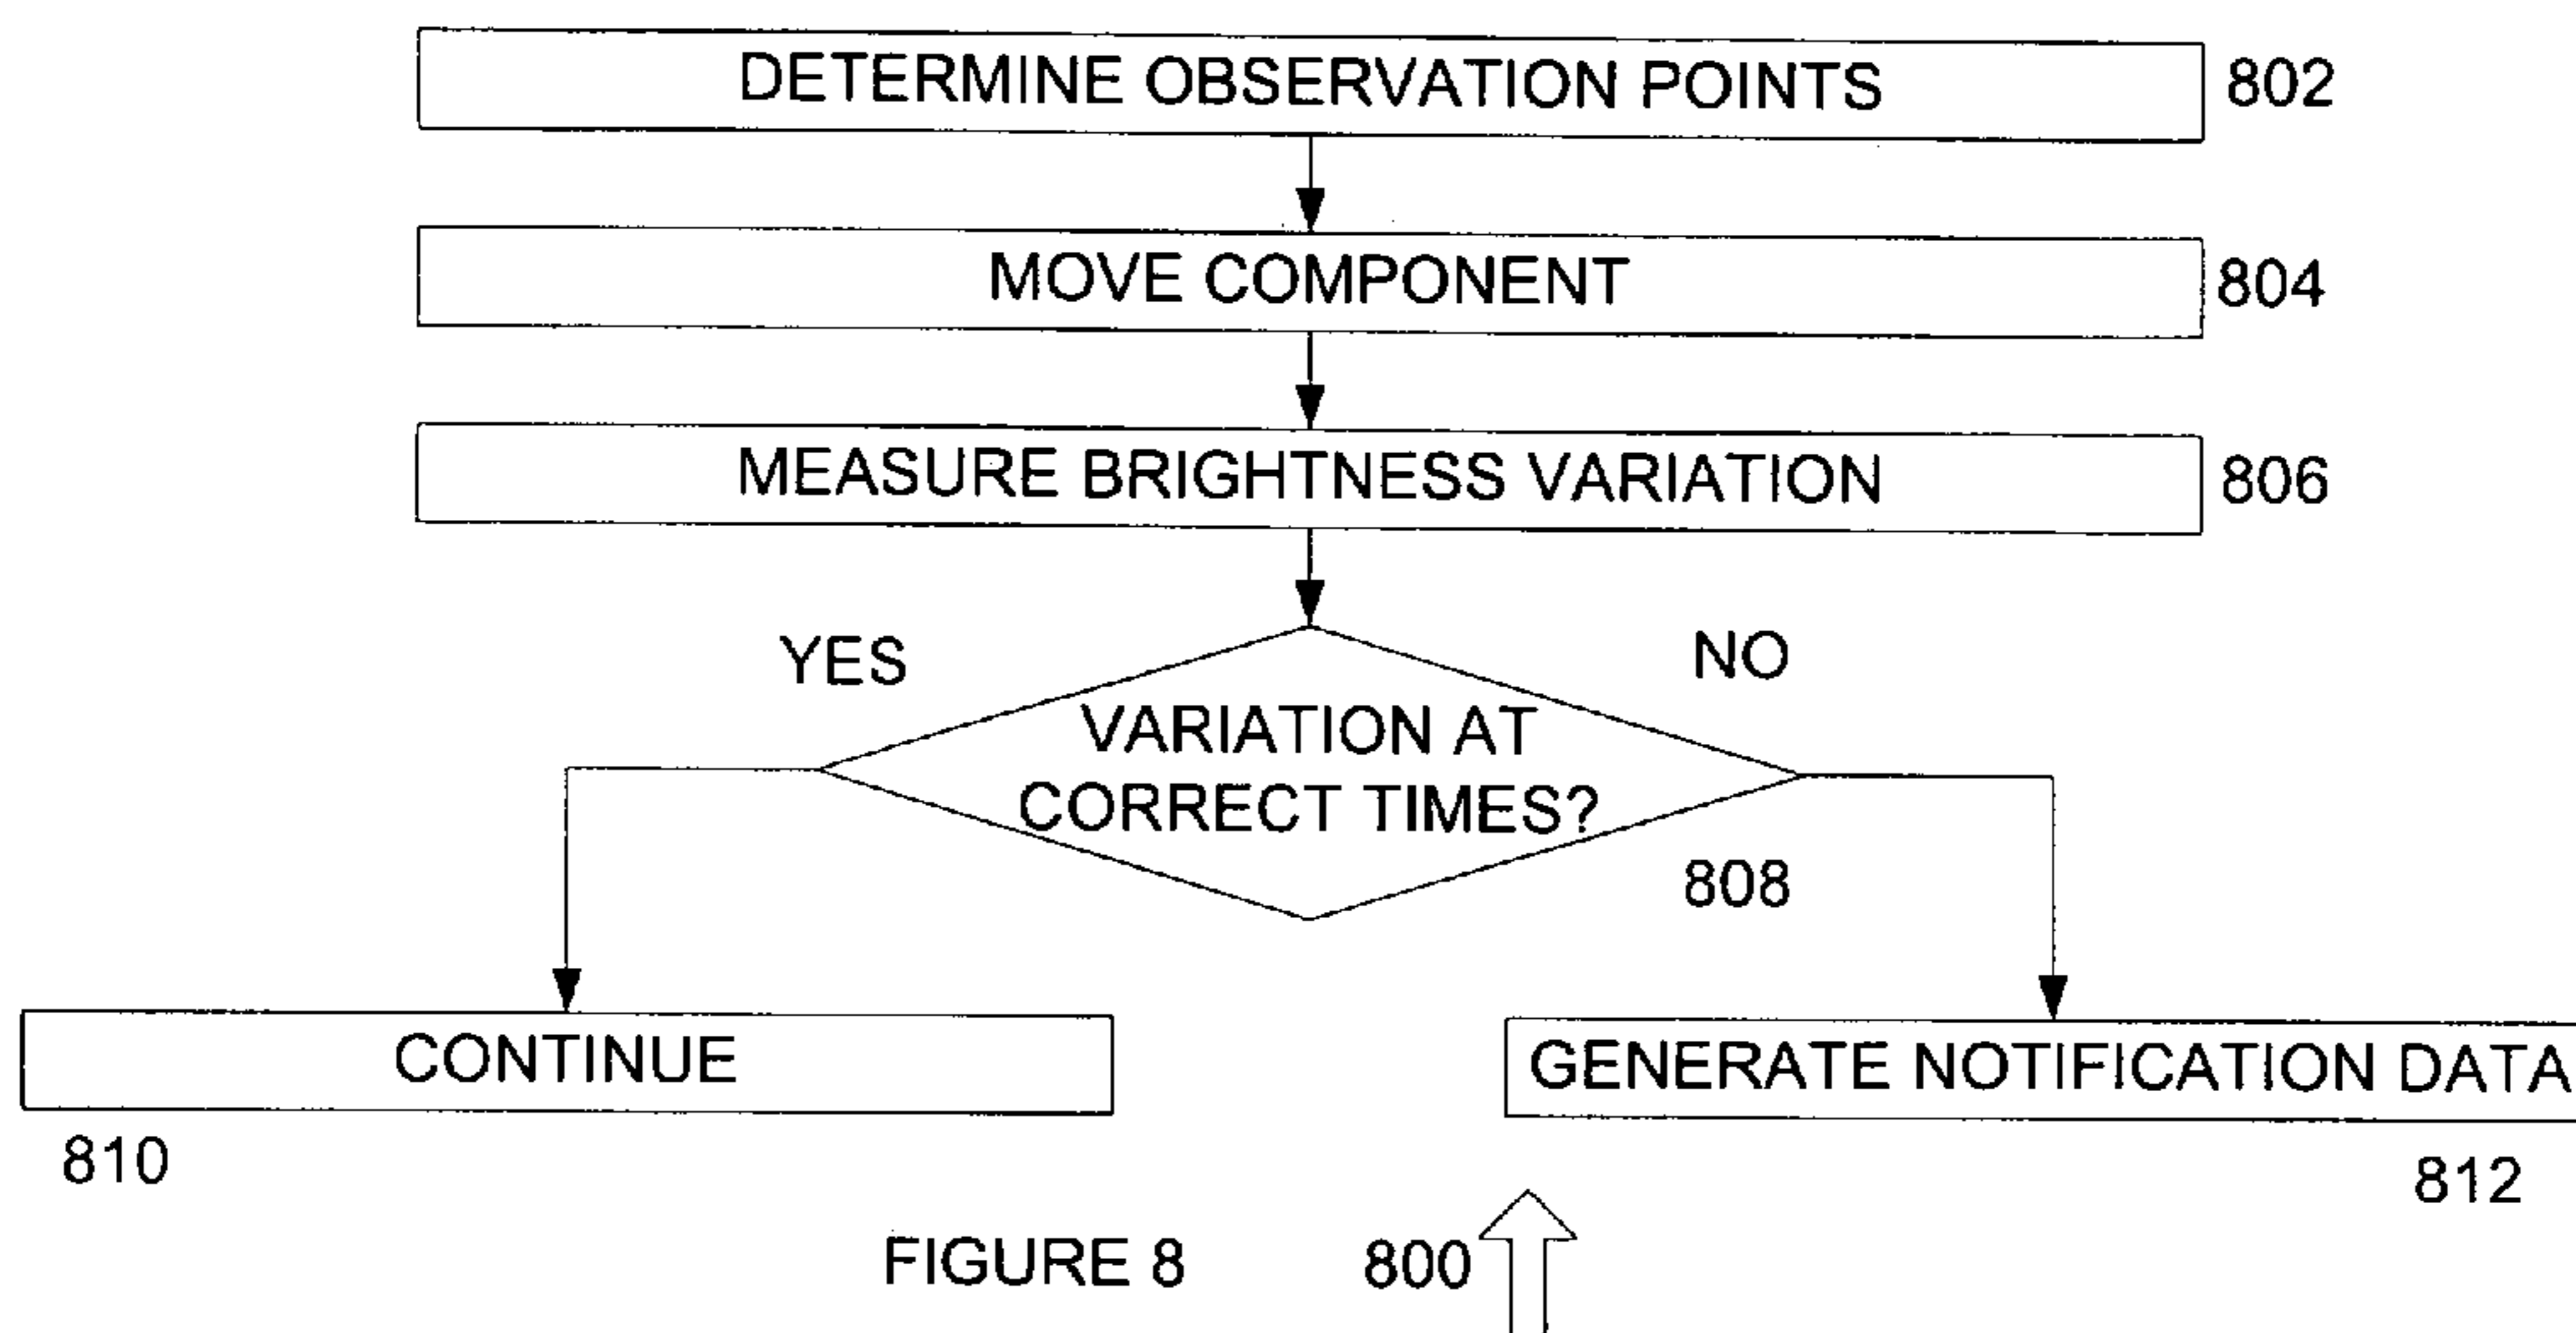 DETERMINE OBSERVATION POINTS 802
MOVE COMPONENT 804
MEASURE BRIGHTNESS VARIATION 806
YES
NO
VARIATION AT
CORRECT TIMES?
808
CONTINUE
GENERATE NOTIFICATION DATA
810
812
FIGURE 8
800